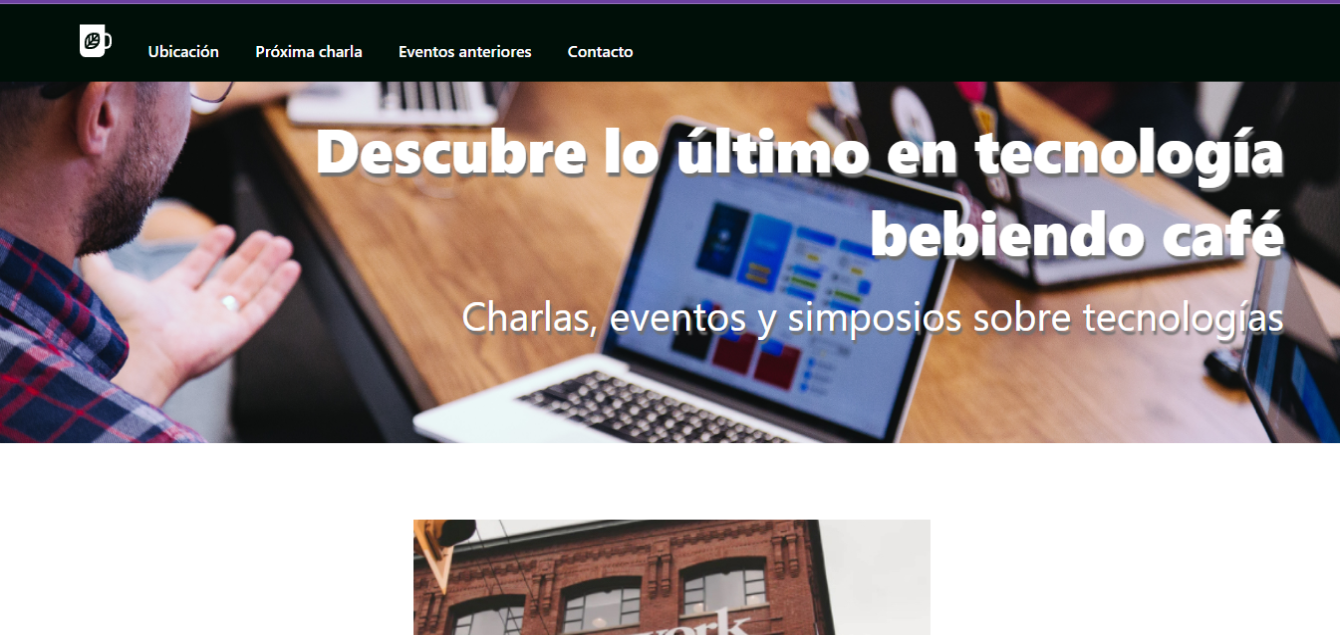 Ubicación Próxima charla Eventos anteriores Contacto
Descubre lo último en tecnología
bebiendo café
Charlas, eventos y simposios sobre tecnologías